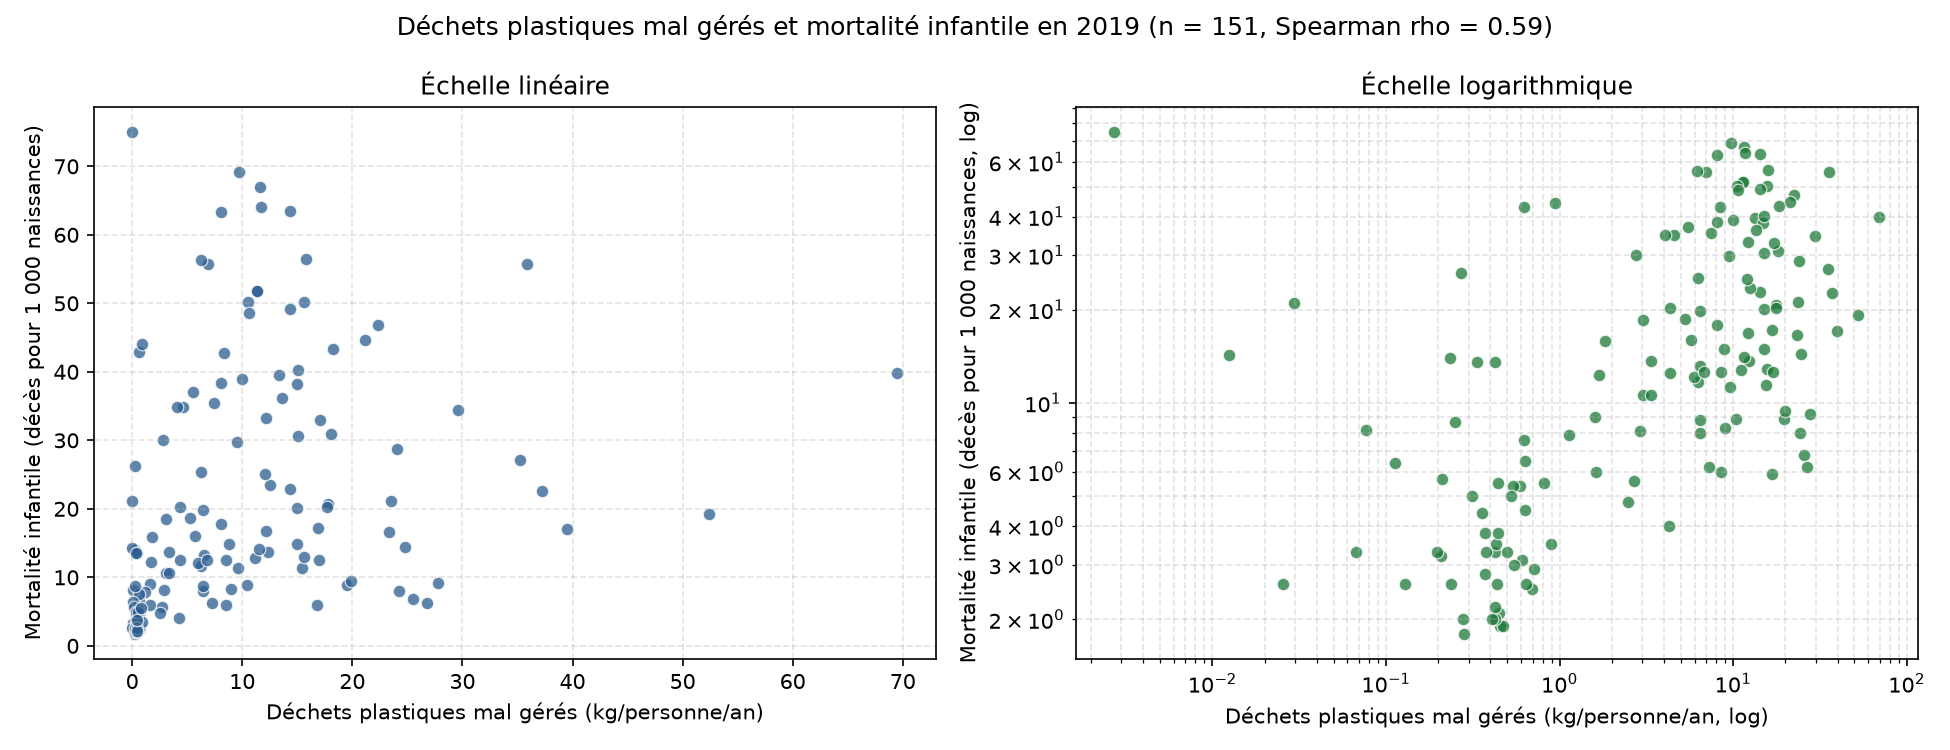 Déchets plastiques mal gérés et mortalité infantile en 2019 (n = 151, Spearman rho = 0.59)
Échelle linéaire
Mortalité infantile (décès pour 1 000 naissances)
70
60
50
40
30
20
10
0
0 10 20 30 40 50 60 70
Déchets plastiques mal gérés (kg/personne/an)
Échelle logarithmique
Mortalité infantile (décès pour 1 000 naissances, log)
6 × 10¹
4 × 10¹
3 × 10¹
2 × 10¹
10¹
6 × 10⁰
4 × 10⁰
3 × 10⁰
2 × 10⁰
10⁻² 10⁻¹ 10⁰ 10¹ 10²
Déchets plastiques mal gérés (kg/personne/an, log)